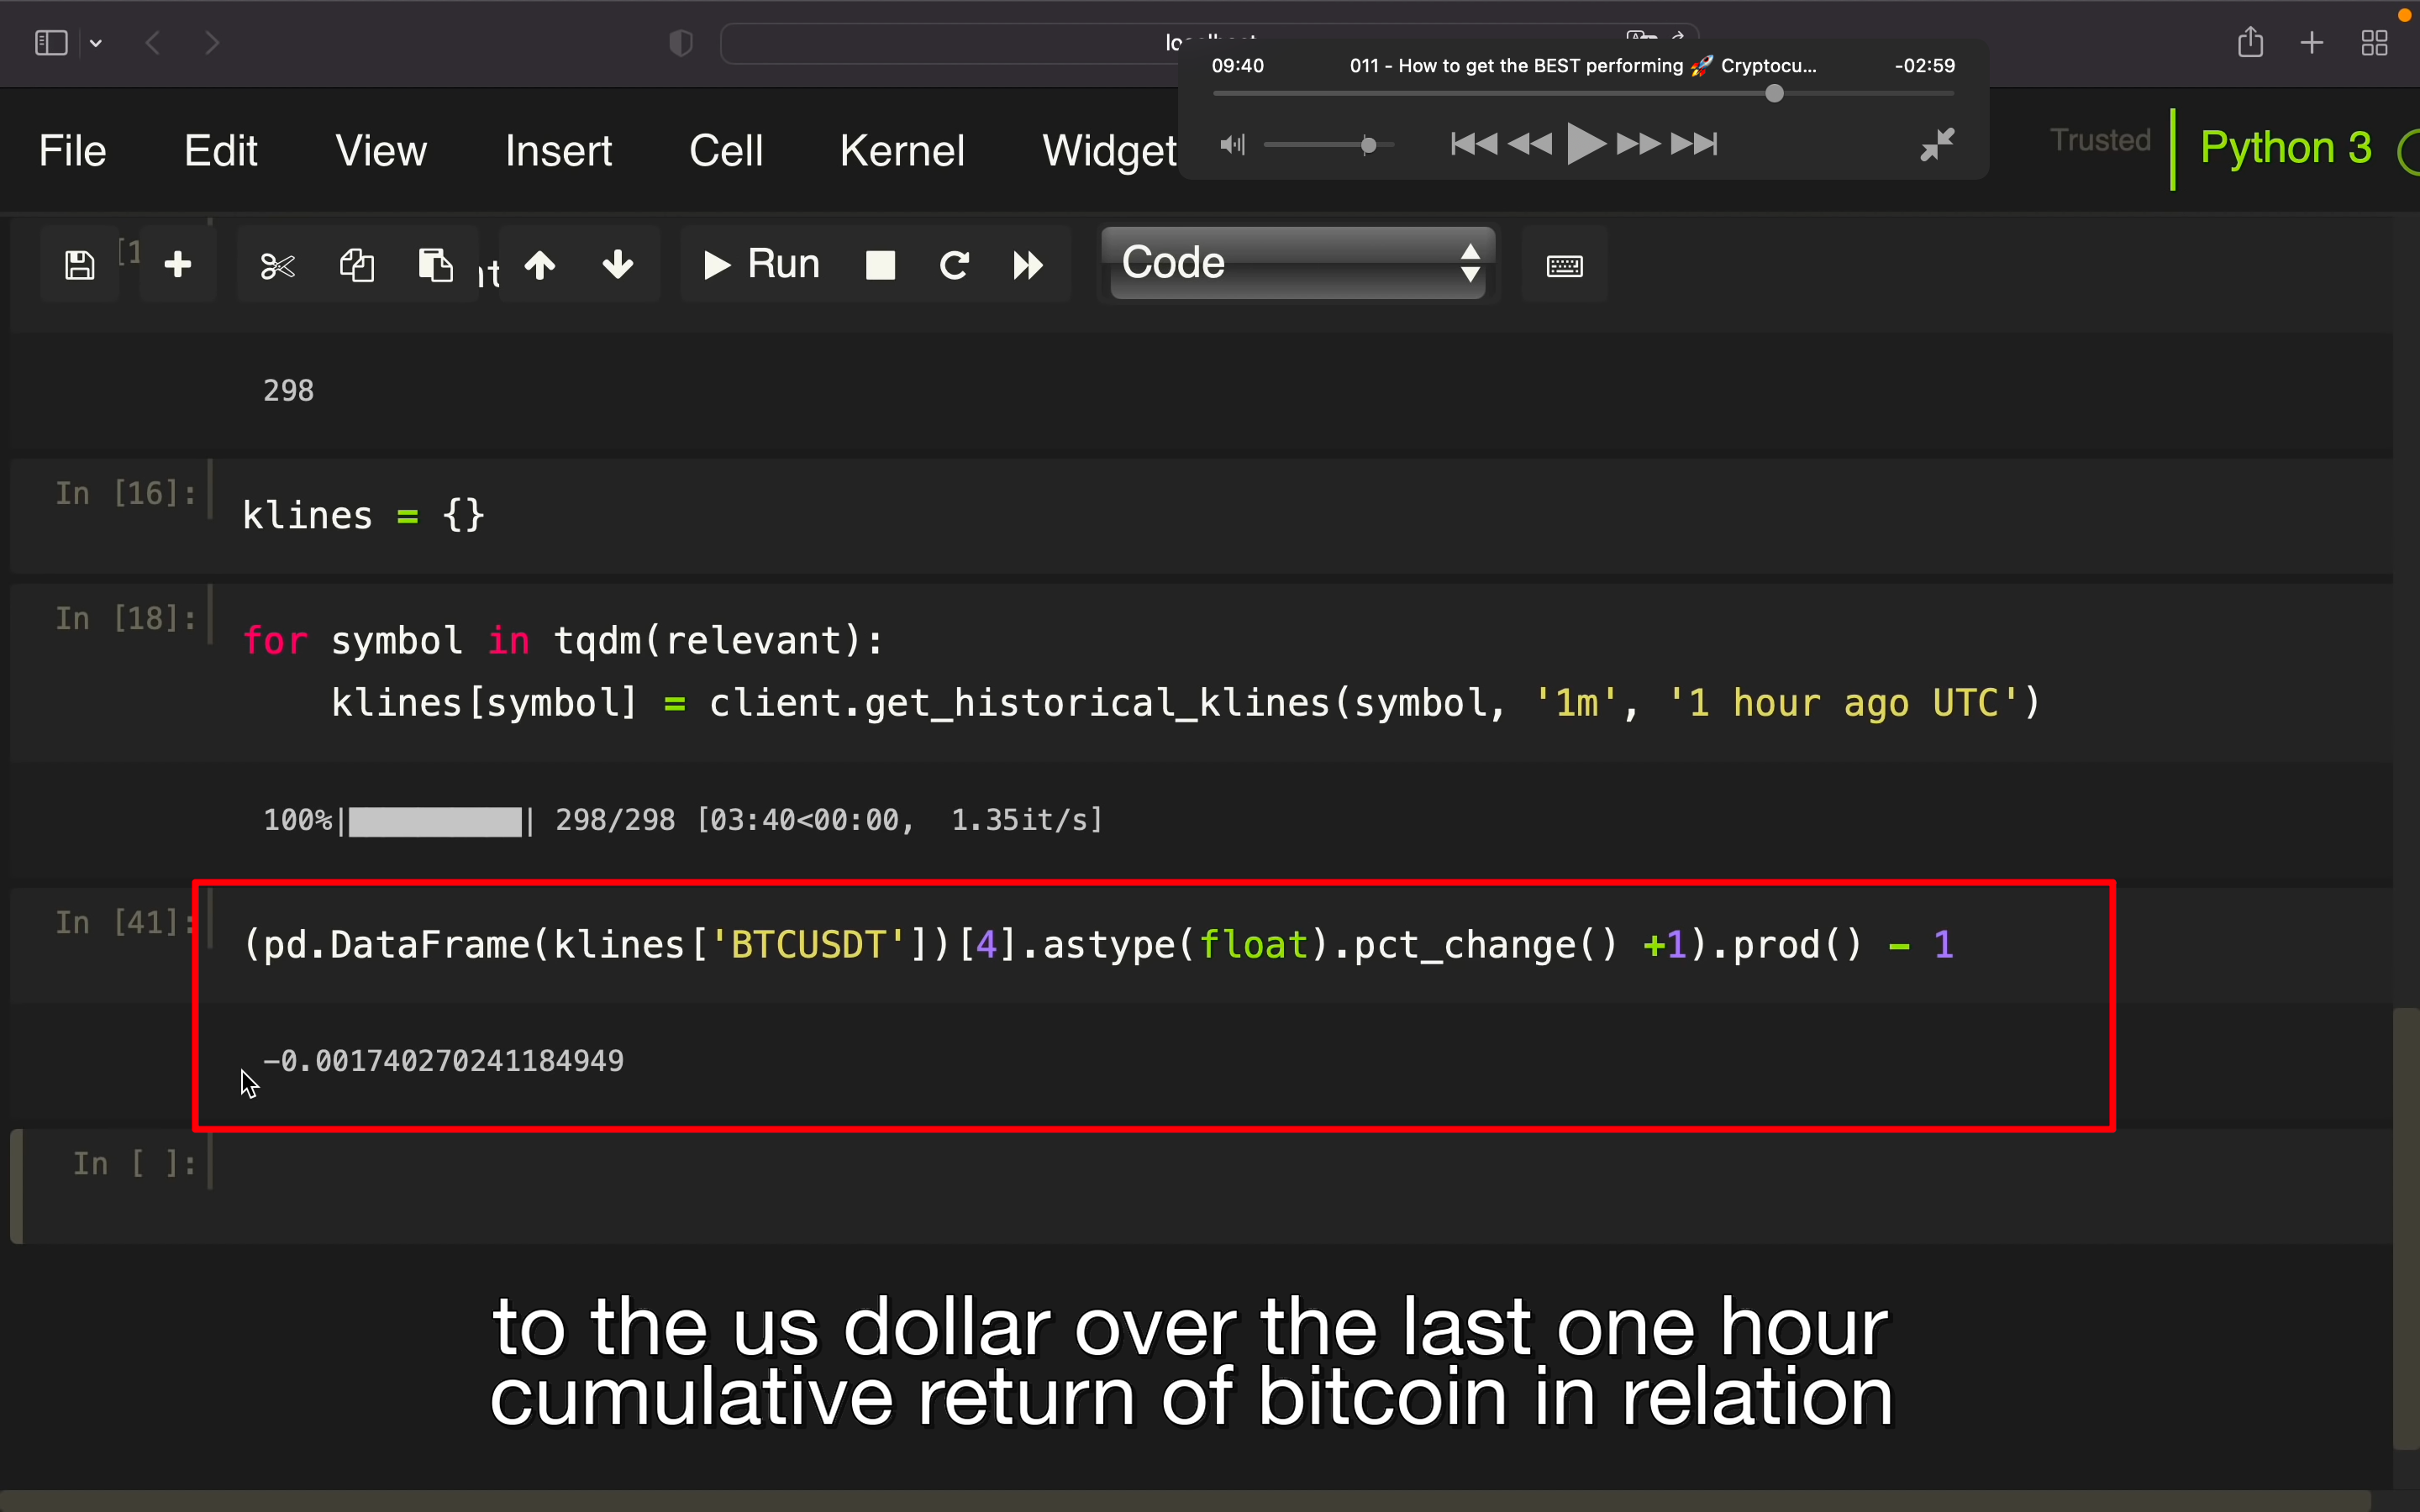 09:40 011 - How to get the BEST performing 🚀 Cryptocu... -02:59
File Edit View Insert Cell Kernel Widget Trusted Python 3
Run Code
298
In [16]: klines = {}
In [18]: for symbol in tqdm(relevant):
klines[symbol] = client.get_historical_klines(symbol, '1m', '1 hour ago UTC')
100%| | 298/298 [03:40<00:00, 1.35it/s]
In [41]: (pd.DataFrame(klines['BTCUSDT'])[4].astype(float).pct_change() +1).prod() - 1
-0.001740270241184949
In [ ]:
to the us dollar over the last one hour
cumulative return of bitcoin in relation